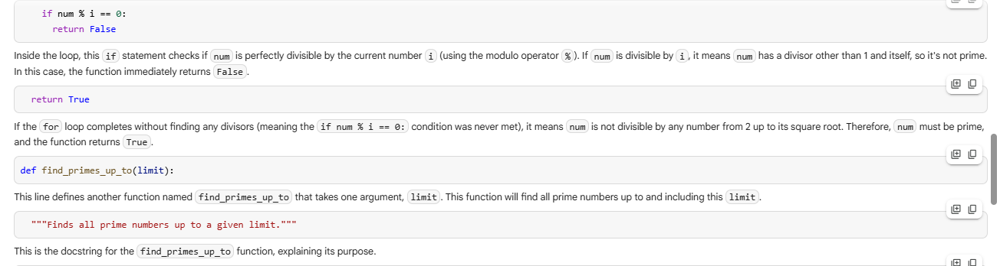 if num % i == 0:
return False
Inside the loop, this if statement checks if num is perfectly divisible by the current number i (using the modulo operator %). If num is divisible by i, it means num has a divisor other than 1 and itself, so it's not prime.
In this case, the function immediately returns False.
return True
If the for loop completes without finding any divisors (meaning the if num % i == 0: condition was never met), it means num is not divisible by any number from 2 up to its square root. Therefore, num must be prime,
and the function returns True.
def find_primes_up_to(limit):
This line defines another function named find_primes_up_to that takes one argument, limit. This function will find all prime numbers up to and including this limit.
"""Finds all prime numbers up to a given limit."""
This is the docstring for the find_primes_up_to function, explaining its purpose.